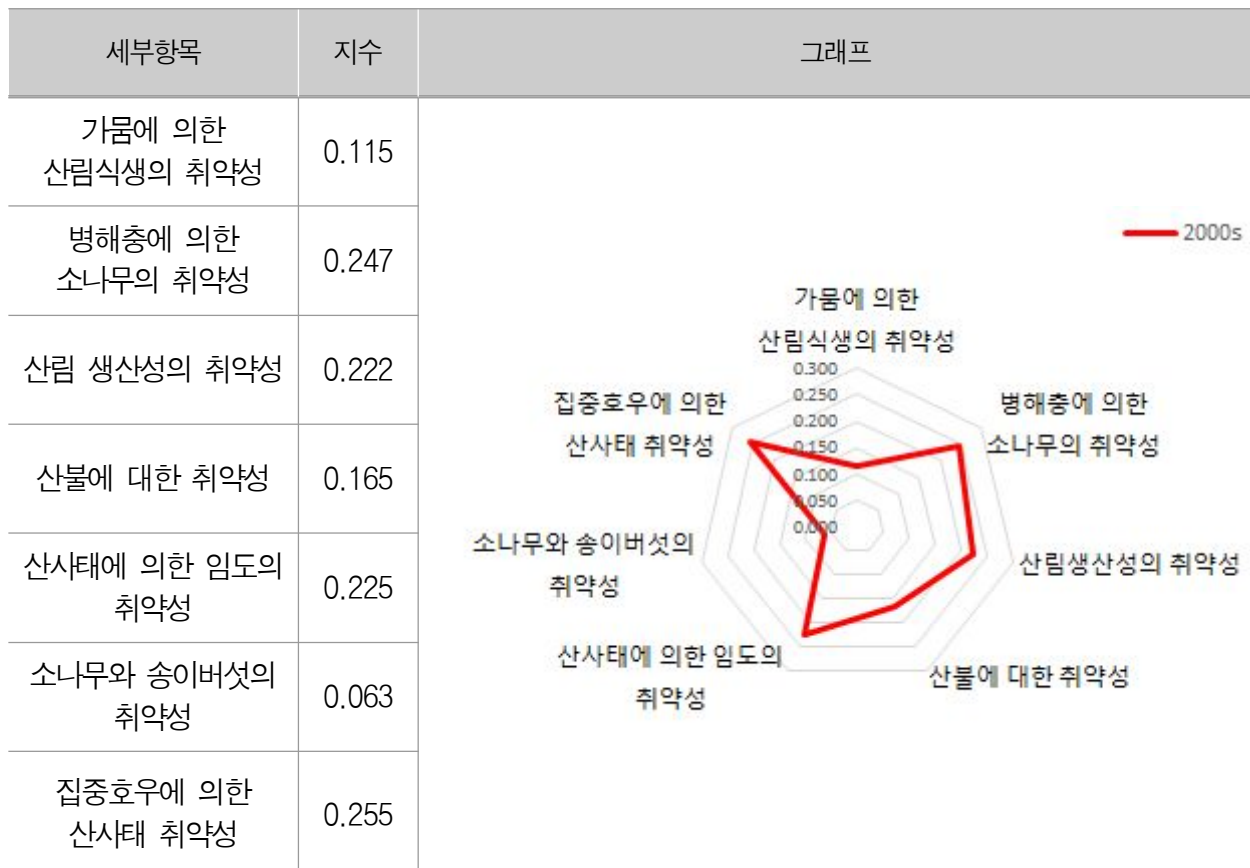 세부항목 지수 그래프
가뭄에 의한
산림식생의 취약성
0.115
병해충에 의한
소나무의 취약성
0.247
산림 생산성의 취약성
0.222
산불에 대한 취약성
0.165
산사태에 의한 임도의
취약성
0.225
소나무와 송이버섯의
취약성
0.063
집중호우에 의한
산사태 취약성
0.255
2000s
가뭄에 의한
산림식생의 취약성
0.300
0.250
0.200
0.150
0.100
0.050
0.000
병해충에 의한
소나무의 취약성
산림생산성의 취약성
산불에 대한 취약성
산사태에 의한 임도의
취약성
소나무와 송이버섯의
취약성
집중호우에 의한
산사태 취약성